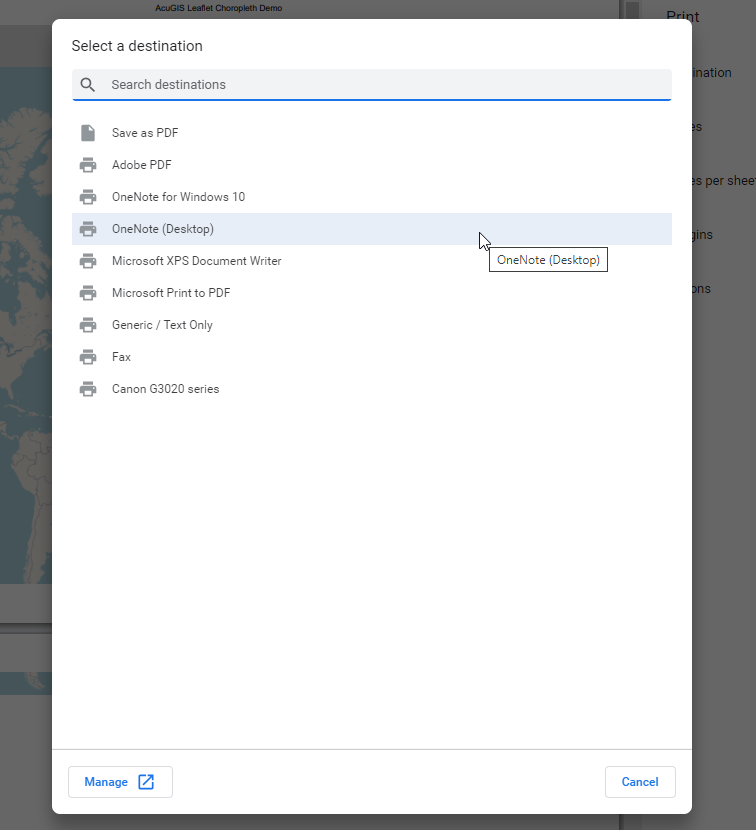 AcuGIS Leaflet Choropleth Demo
Print
Select a destination
Search destinations
ination
Save as PDF
es
Adobe PDF
es per sheet
OneNote for Windows 10
OneNote (Desktop)
gins
OneNote (Desktop)
Microsoft XPS Document Writer
ons
Microsoft Print to PDF
Generic / Text Only
Fax
Canon G3020 series
Manage
Cancel